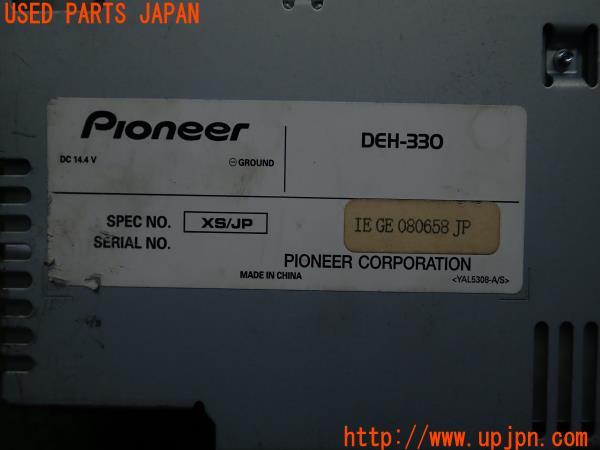 USED PARTS JAPAN
Pioneer
DEH-330
DC 14.4 V
⊖ GROUND
SPEC NO. XS/JP
SERIAL NO. IE GE 080658 JP
PIONEER CORPORATION
MADE IN CHINA
<YAL5308-A/S>
http://www.upjpn.com/